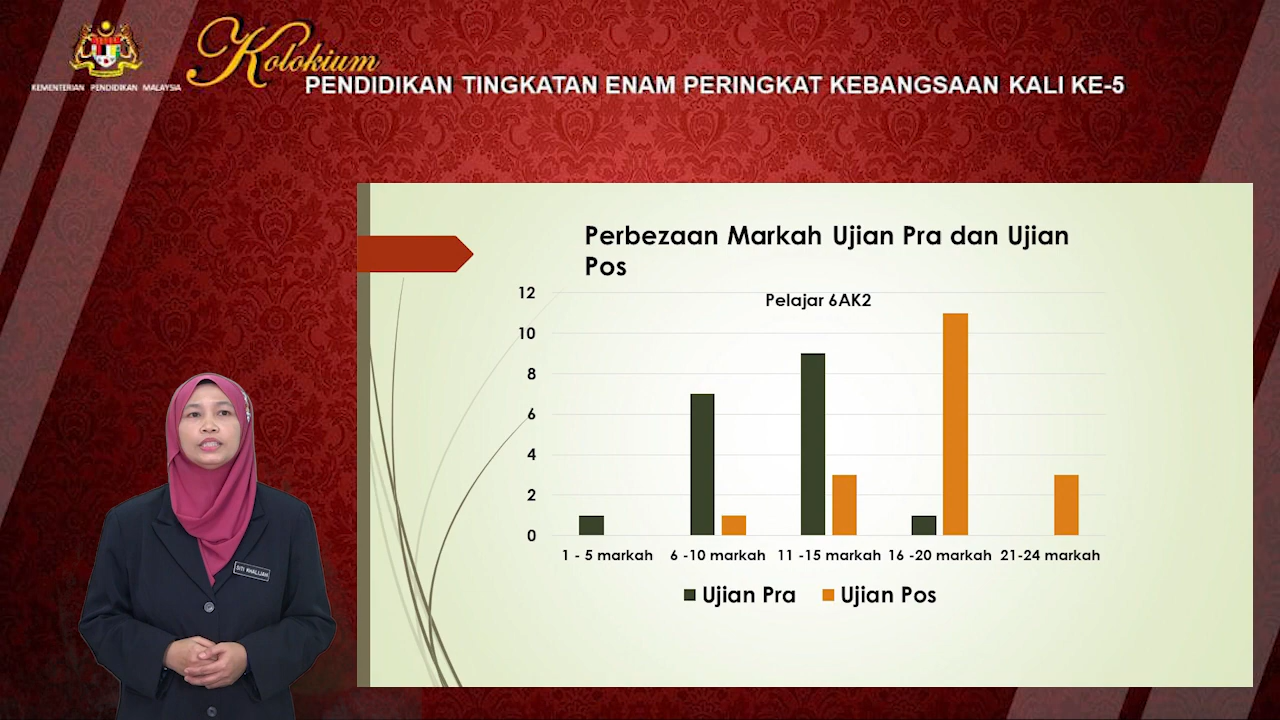 Kolokium
KEMENTERIAN PENDIDIKAN MALAYSIA
PENDIDIKAN TINGKATAN ENAM PERINGKAT KEBANGSAAN KALI KE-5
Perbezaan Markah Ujian Pra dan Ujian
Pos
Pelajar 6AK2
12
10
8
6
4
2
0
1 - 5 markah 6 -10 markah 11 -15 markah 16 -20 markah 21-24 markah
Ujian Pra Ujian Pos
SITI KHALIJAH